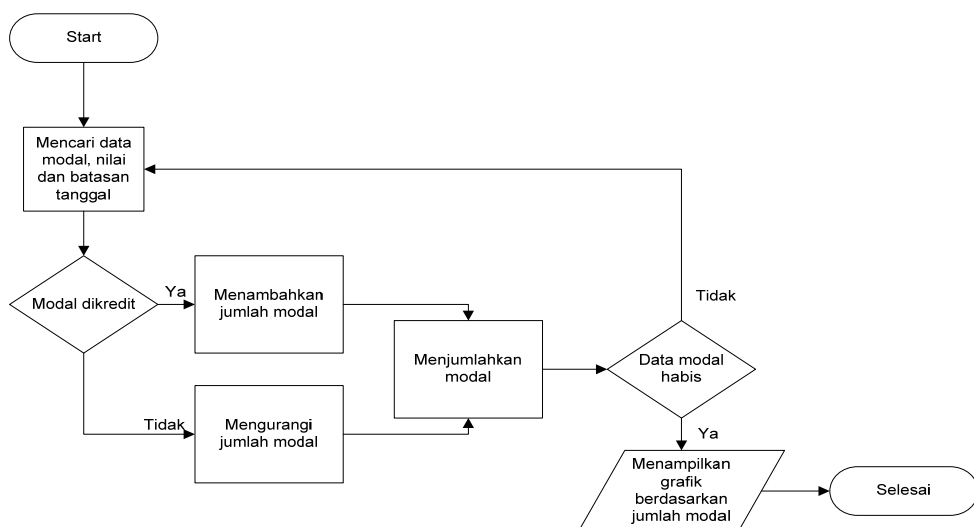 Start
Mencari data
modal, nilai
dan batasan
tanggal
Modal dikredit
Ya
Menambahkan
jumlah modal
Tidak
Mengurangi
jumlah modal
Menjumlahkan
modal
Data modal
habis
Tidak
Ya
Menampilkan
grafik
berdasarkan
jumlah modal
Selesai